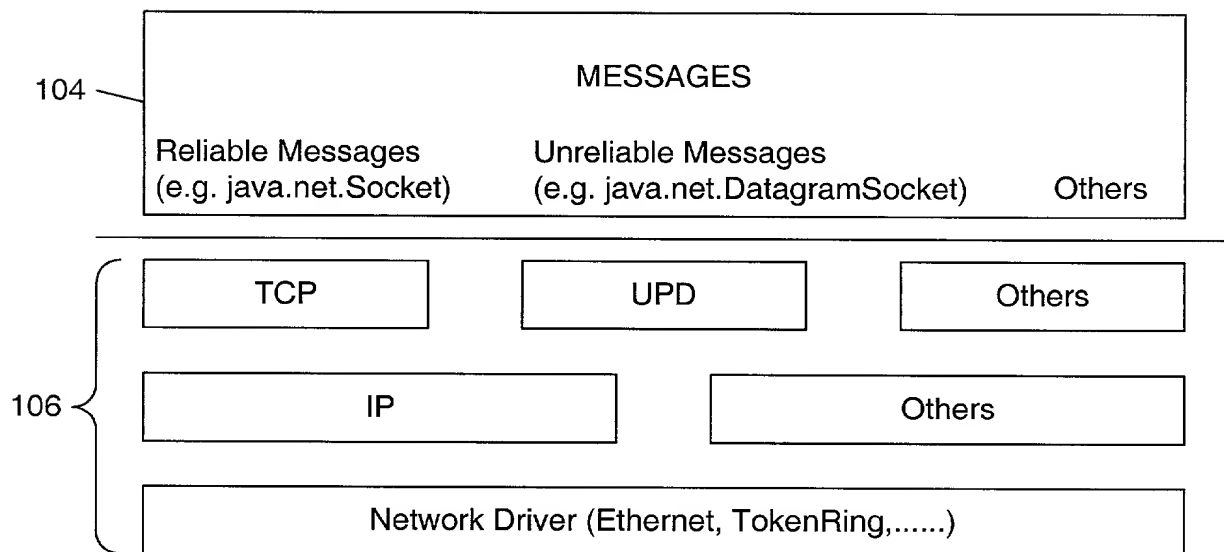 MESSAGES
104
Reliable Messages
(e.g. java.net.Socket)
Unreliable Messages
(e.g. java.net.DatagramSocket)
Others
TCP
UPD
Others
106
IP
Others
Network Driver (Ethernet, TokenRing,......)